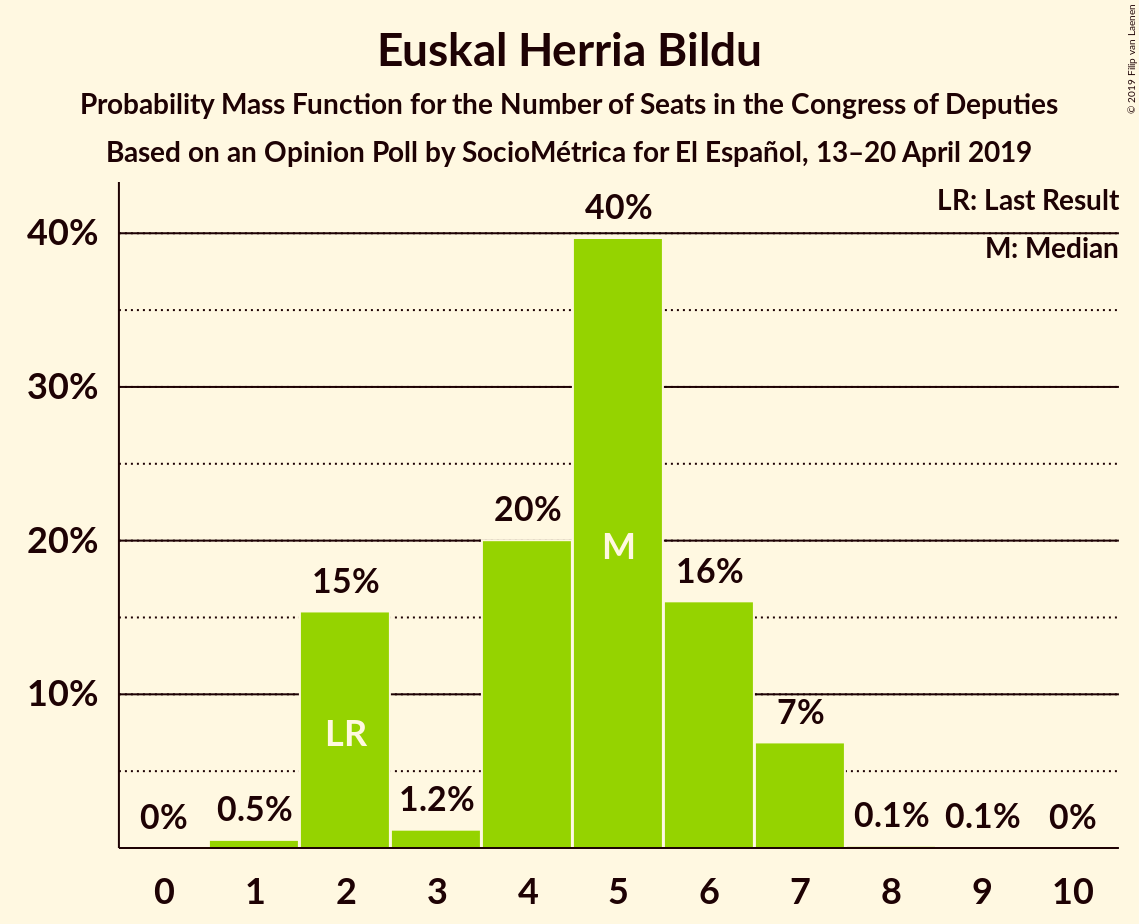 Euskal Herria Bildu
Probability Mass Function for the Number of Seats in the Congress of Deputies
Based on an Opinion Poll by SocioMétrica for El Español, 13–20 April 2019
© 2019 Filip van Laenen
LR: Last Result
M: Median
40%
30%
20%
10%
0%
0.5%
15%
1.2%
20%
40%
16%
7%
0.1%
0.1%
0%
LR
M
0 1 2 3 4 5 6 7 8 9 10